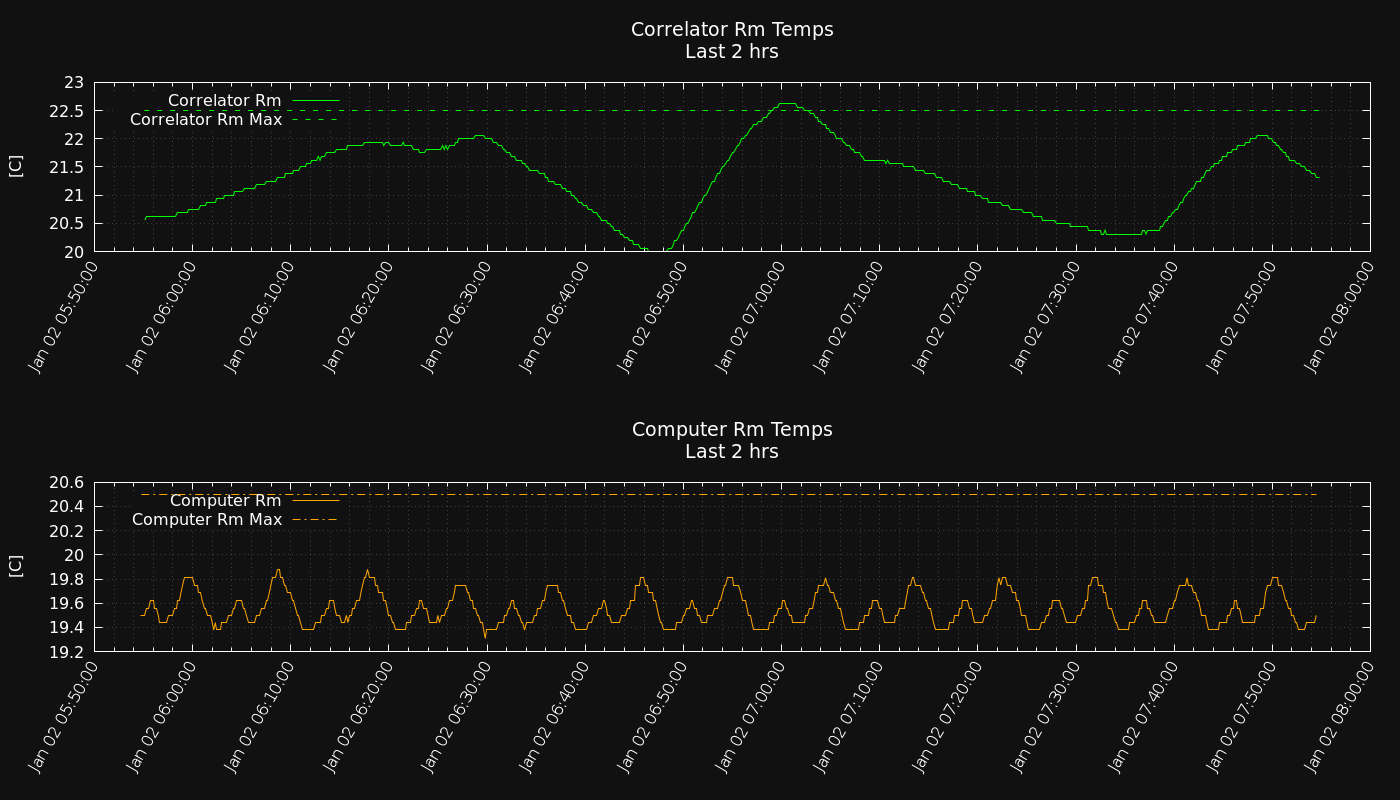 Correlator Rm Temps
Last 2 hrs
23
22.5
22
21.5
21
20.5
20
[C]
Correlator Rm
Correlator Rm Max
Jan 02 05:50:00
Jan 02 06:00:00
Jan 02 06:10:00
Jan 02 06:20:00
Jan 02 06:30:00
Jan 02 06:40:00
Jan 02 06:50:00
Jan 02 07:00:00
Jan 02 07:10:00
Jan 02 07:20:00
Jan 02 07:30:00
Jan 02 07:40:00
Jan 02 07:50:00
Jan 02 08:00:00
Computer Rm Temps
Last 2 hrs
20.6
20.4
20.2
20
19.8
19.6
19.4
19.2
[C]
Computer Rm
Computer Rm Max
Jan 02 05:50:00
Jan 02 06:00:00
Jan 02 06:10:00
Jan 02 06:20:00
Jan 02 06:30:00
Jan 02 06:40:00
Jan 02 06:50:00
Jan 02 07:00:00
Jan 02 07:10:00
Jan 02 07:20:00
Jan 02 07:30:00
Jan 02 07:40:00
Jan 02 07:50:00
Jan 02 08:00:00